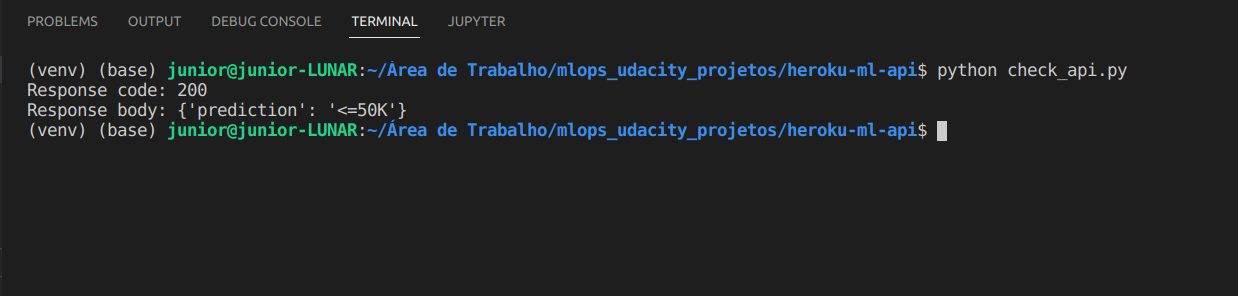 PROBLEMS OUTPUT DEBUG CONSOLE TERMINAL JUPYTER
(venv) (base) junior@junior-LUNAR:~/Área de Trabalho/mlops_udacity_projetos/heroku-ml-api$ python check_api.py
Response code: 200
Response body: {'prediction': '<=50K'}
(venv) (base) junior@junior-LUNAR:~/Área de Trabalho/mlops_udacity_projetos/heroku-ml-api$